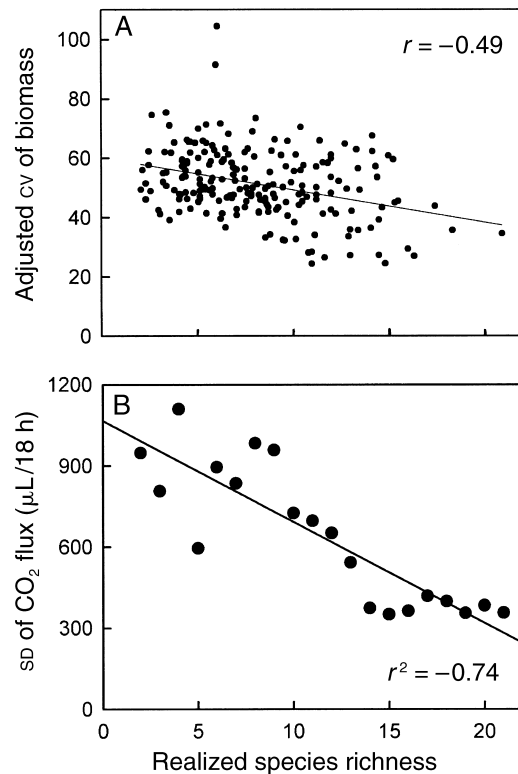 A
r = −0.49
100
80
60
40
20
0
Adjusted CV of biomass
B
1200
900
600
300
0
SD of CO₂ flux (µL/18 h)
r² = −0.74
0 5 10 15 20
Realized species richness